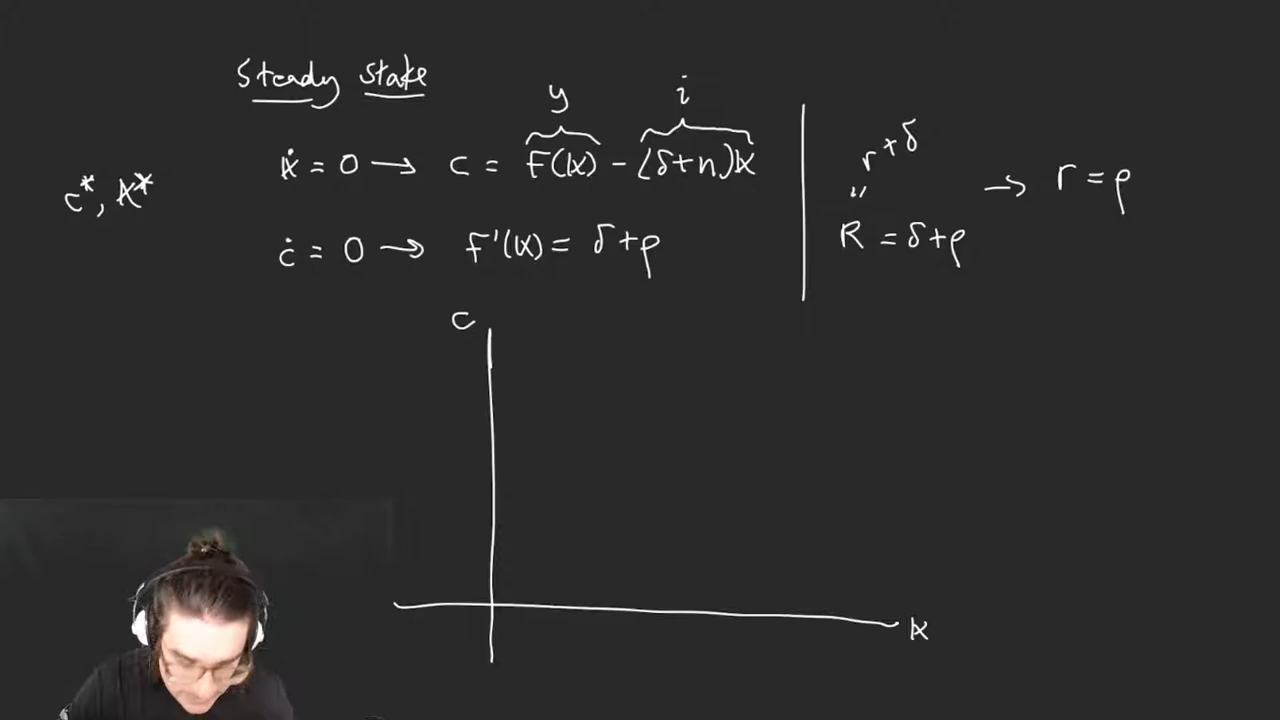 Steady State
y i
k̇ = 0 → c = f(k) - (δ+n)k
c*, k*
ċ = 0 → f'(k) = δ+ρ
r+δ
"
R = δ+ρ → r = ρ
c
k